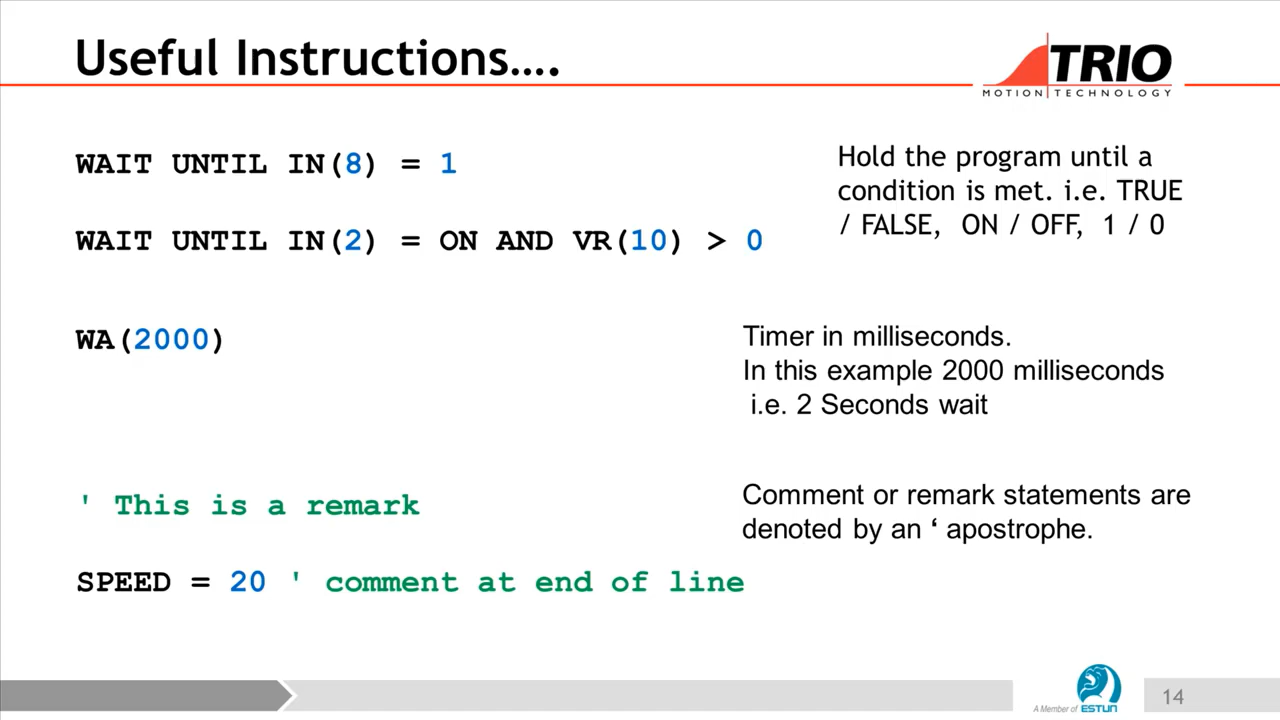 Useful Instructions....
TRIO
MOTION TECHNOLOGY
WAIT UNTIL IN(8) = 1
Hold the program until a
condition is met. i.e. TRUE
/ FALSE, ON / OFF, 1 / 0
WAIT UNTIL IN(2) = ON AND VR(10) > 0
WA(2000)
Timer in milliseconds.
In this example 2000 milliseconds
i.e. 2 Seconds wait
' This is a remark
Comment or remark statements are
denoted by an ‘ apostrophe.
SPEED = 20 ' comment at end of line
A Member of ESTUN
14